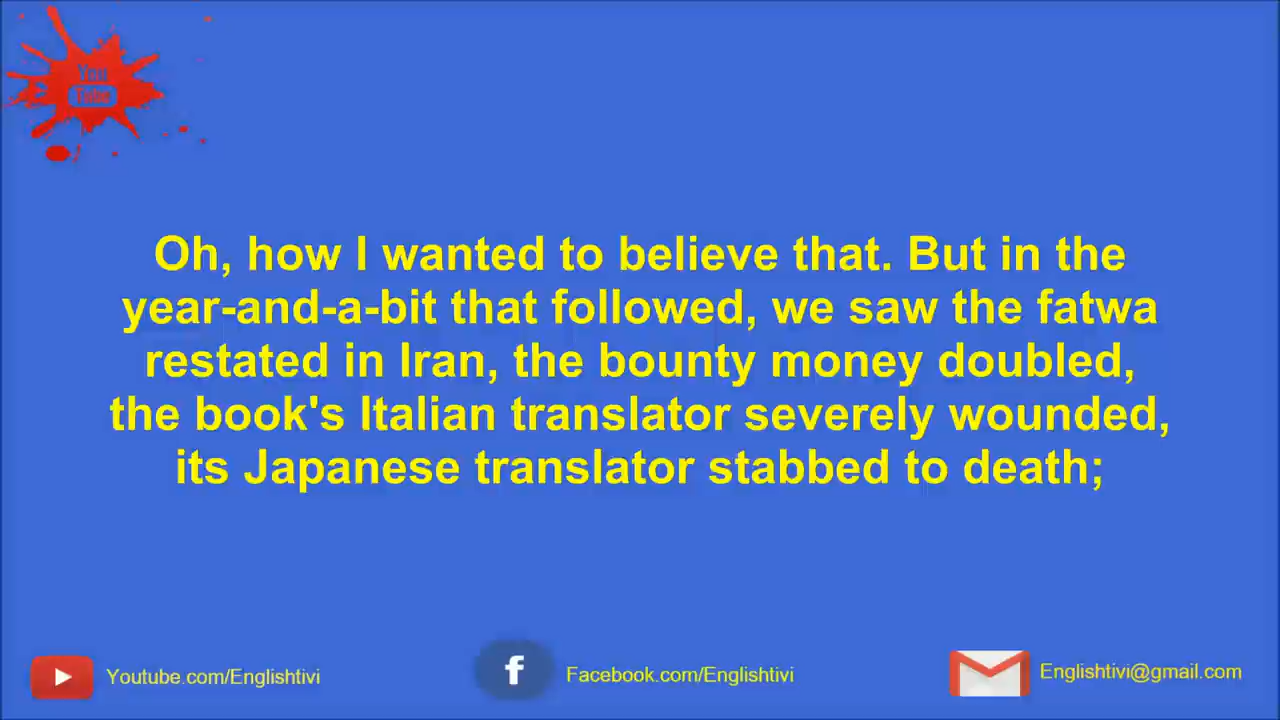 You
Tube
Oh, how I wanted to believe that. But in the
year-and-a-bit that followed, we saw the fatwa
restated in Iran, the bounty money doubled,
the book's Italian translator severely wounded,
its Japanese translator stabbed to death;
Youtube.com/Englishtivi
f
Facebook.com/Englishtivi
Englishtivi@gmail.com